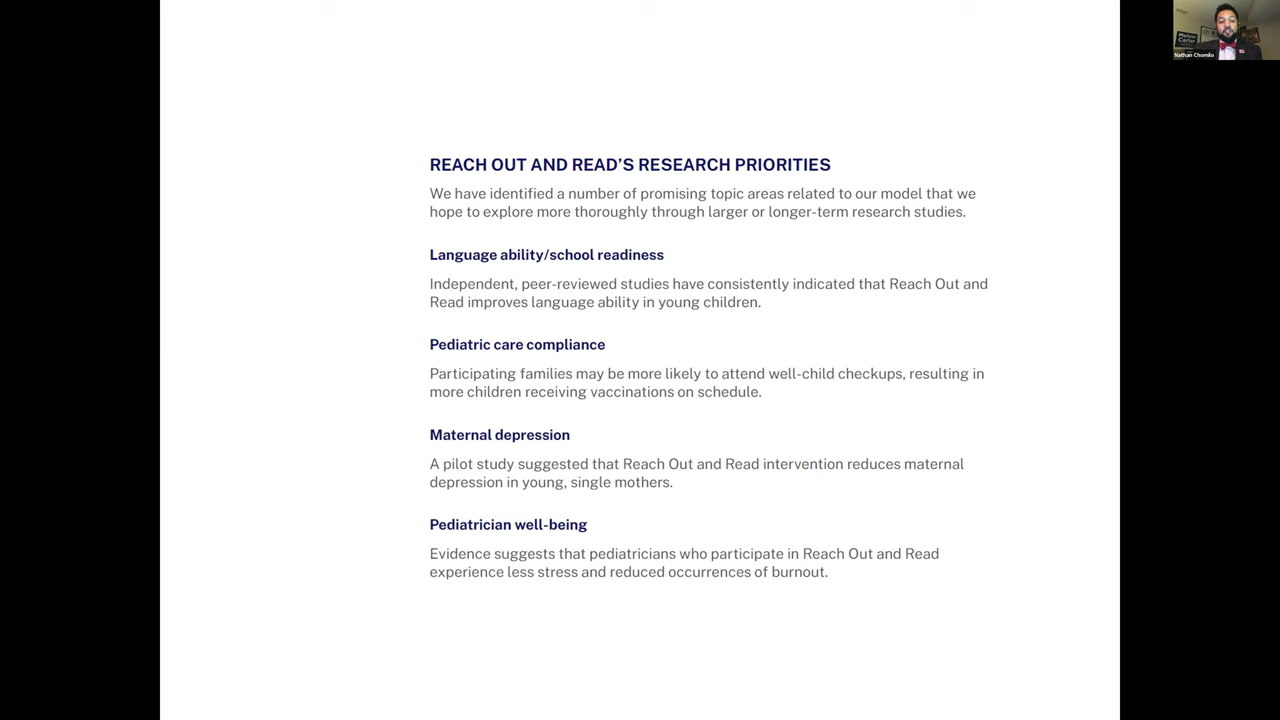 REACH OUT AND READ’S RESEARCH PRIORITIES
We have identified a number of promising topic areas related to our model that we
hope to explore more thoroughly through larger or longer-term research studies.
Language ability/school readiness
Independent, peer-reviewed studies have consistently indicated that Reach Out and
Read improves language ability in young children.
Pediatric care compliance
Participating families may be more likely to attend well-child checkups, resulting in
more children receiving vaccinations on schedule.
Maternal depression
A pilot study suggested that Reach Out and Read intervention reduces maternal
depression in young, single mothers.
Pediatrician well-being
Evidence suggests that pediatricians who participate in Reach Out and Read
experience less stress and reduced occurrences of burnout.
Melvin
Carter
Nathan Chomilo